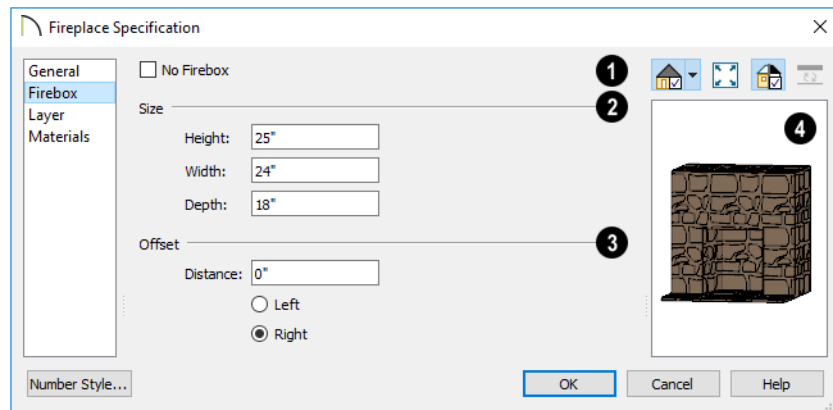 Fireplace Specification
General
Firebox
Layer
Materials
No Firebox
1
Size
2
Height: 25"
Width: 24"
Depth: 18"
Offset
3
Distance: 0"
Left
Right
4
Number Style...
OK
Cancel
Help